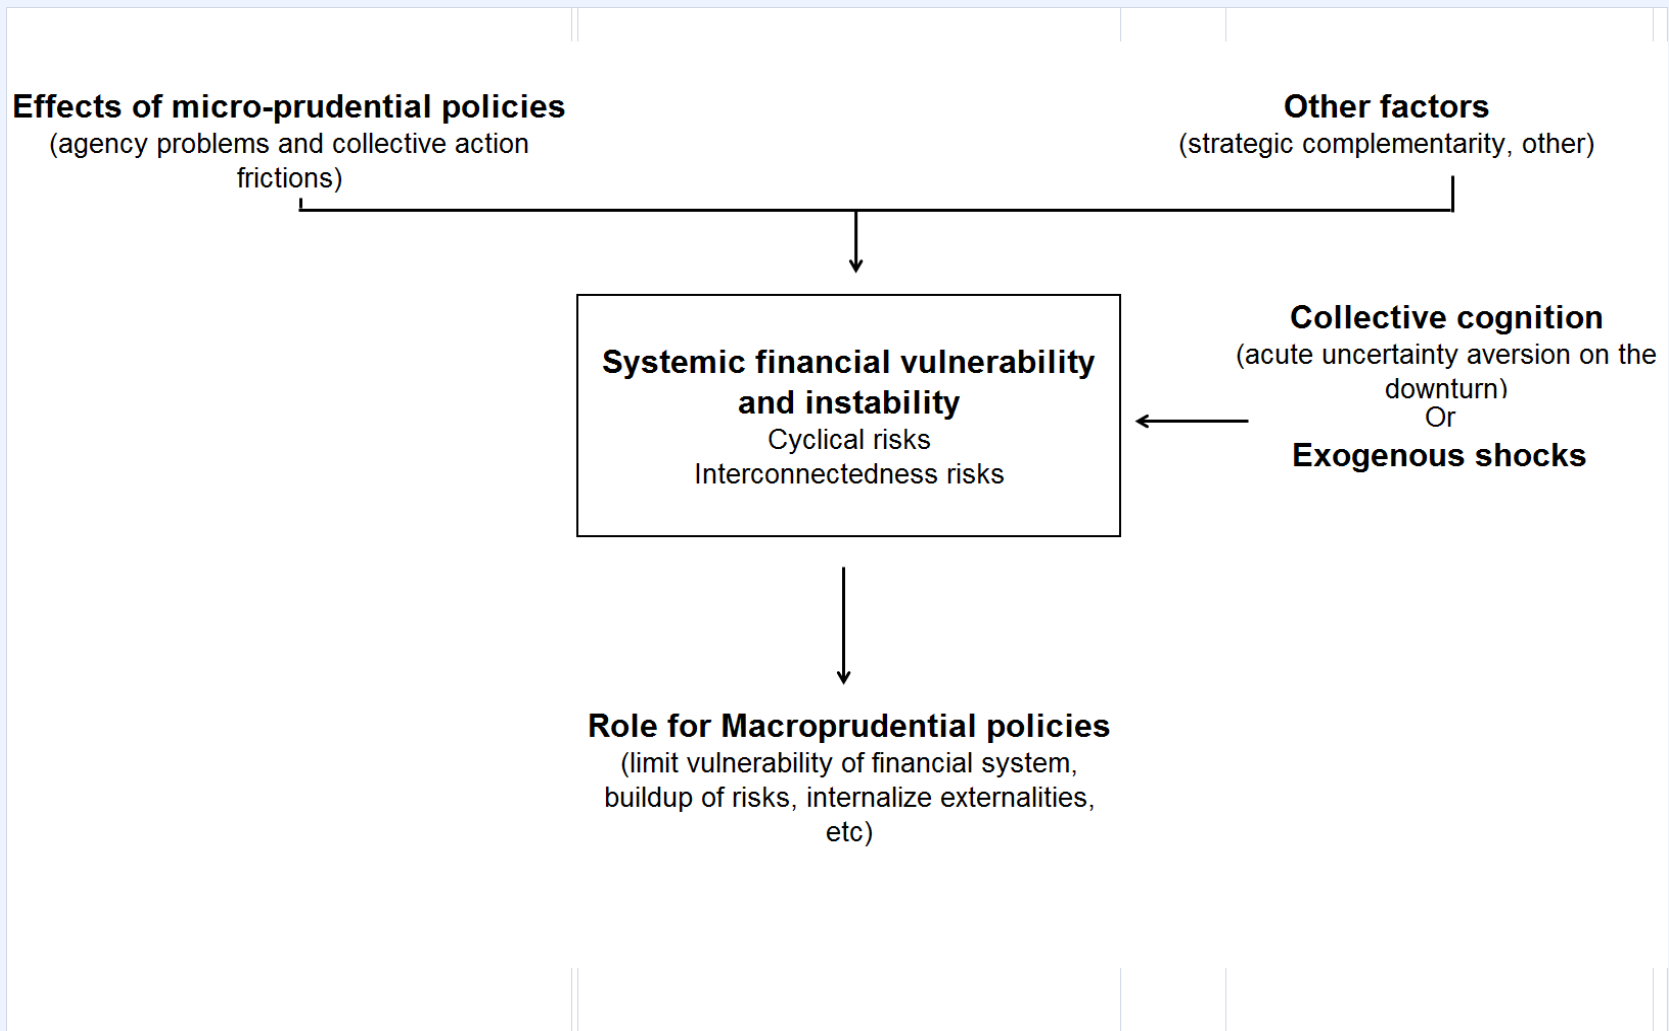 Effects of micro-prudential policies
(agency problems and collective action
frictions)
Other factors
(strategic complementarity, other)
Systemic financial vulnerability
and instability
Cyclical risks
Interconnectedness risks
Collective cognition
(acute uncertainty aversion on the
downturn)
Or
Exogenous shocks
Role for Macroprudential policies
(limit vulnerability of financial system,
buildup of risks, internalize externalities,
etc)